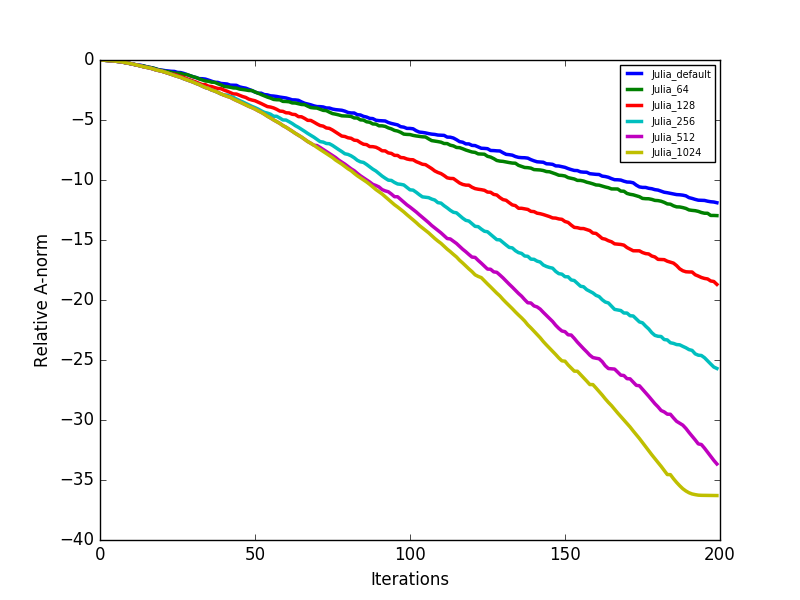 Julia_default
Julia_64
Julia_128
Julia_256
Julia_512
Julia_1024
0
−5
−10
−15
−20
−25
−30
−35
−40
Relative A-norm
0 50 100 150 200
Iterations